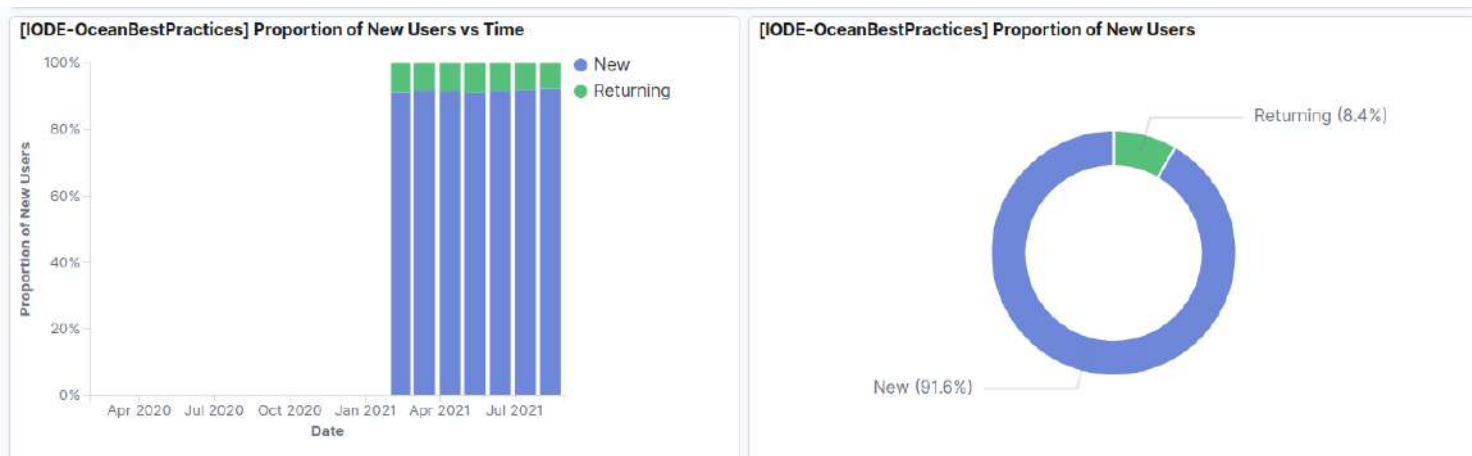 [IODE-OceanBestPractices] Proportion of New Users vs Time
100%
80%
60%
40%
20%
0%
Proportion of New Users
Apr 2020 Jul 2020 Oct 2020 Jan 2021 Apr 2021 Jul 2021
Date
New
Returning
[IODE-OceanBestPractices] Proportion of New Users
Returning (8.4%)
New (91.6%)